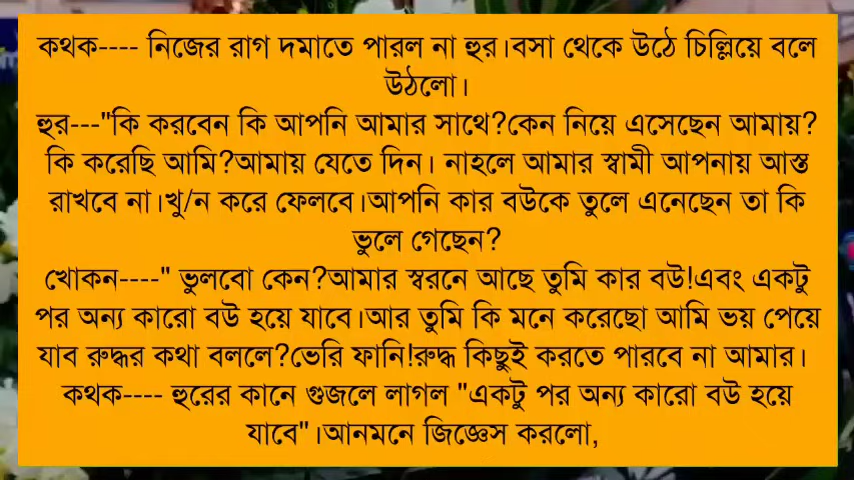 কথক---- নিজের রাগ দমাতে পারল না হুর।বসা থেকে উঠে চিল্লিয়ে বলে
উঠলো।
হুর---"কি করবেন কি আপনি আমার সাথে?কেন নিয়ে এসেছেন আমায়?
কি করেছি আমি?আমায় যেতে দিন। নাহলে আমার স্বামী আপনায় আস্ত
রাখবে না।খু/ন করে ফেলবে।আপনি কার বউকে তুলে এনেছেন তা কি
ভুলে গেছেন?
খোকন----" ভুলবো কেন?আমার স্বরনে আছে তুমি কার বউ!এবং একটু
পর অন্য কারো বউ হয়ে যাবে।আর তুমি কি মনে করেছো আমি ভয় পেয়ে
যাব রুদ্ধর কথা বললে?ভেরি ফানি!রুদ্ধ কিছুই করতে পারবে না আমার।
কথক---- হুরের কানে গুজলে লাগল "একটু পর অন্য কারো বউ হয়ে
যাবে"।আনমনে জিজ্ঞেস করলো,